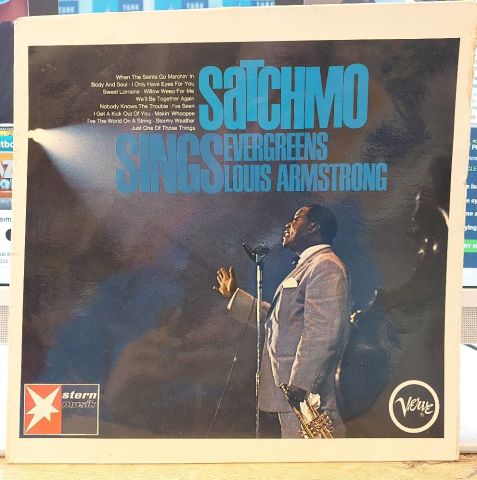 When The Saints Go Marchin' In
Body And Soul · I Only Have Eyes For You
Sweet Lorraine · Willow Weep For Me
We'll Be Together Again
Nobody Knows The Trouble · I've Seen
I Get A Kick Out Of You · Makin Whoopee
I've The World On A String · Stormy Weather
Just One Of Those Things
SATCHMO
SINGS EVERGREENS
LOUIS ARMSTRONG
stern
musik
Verve